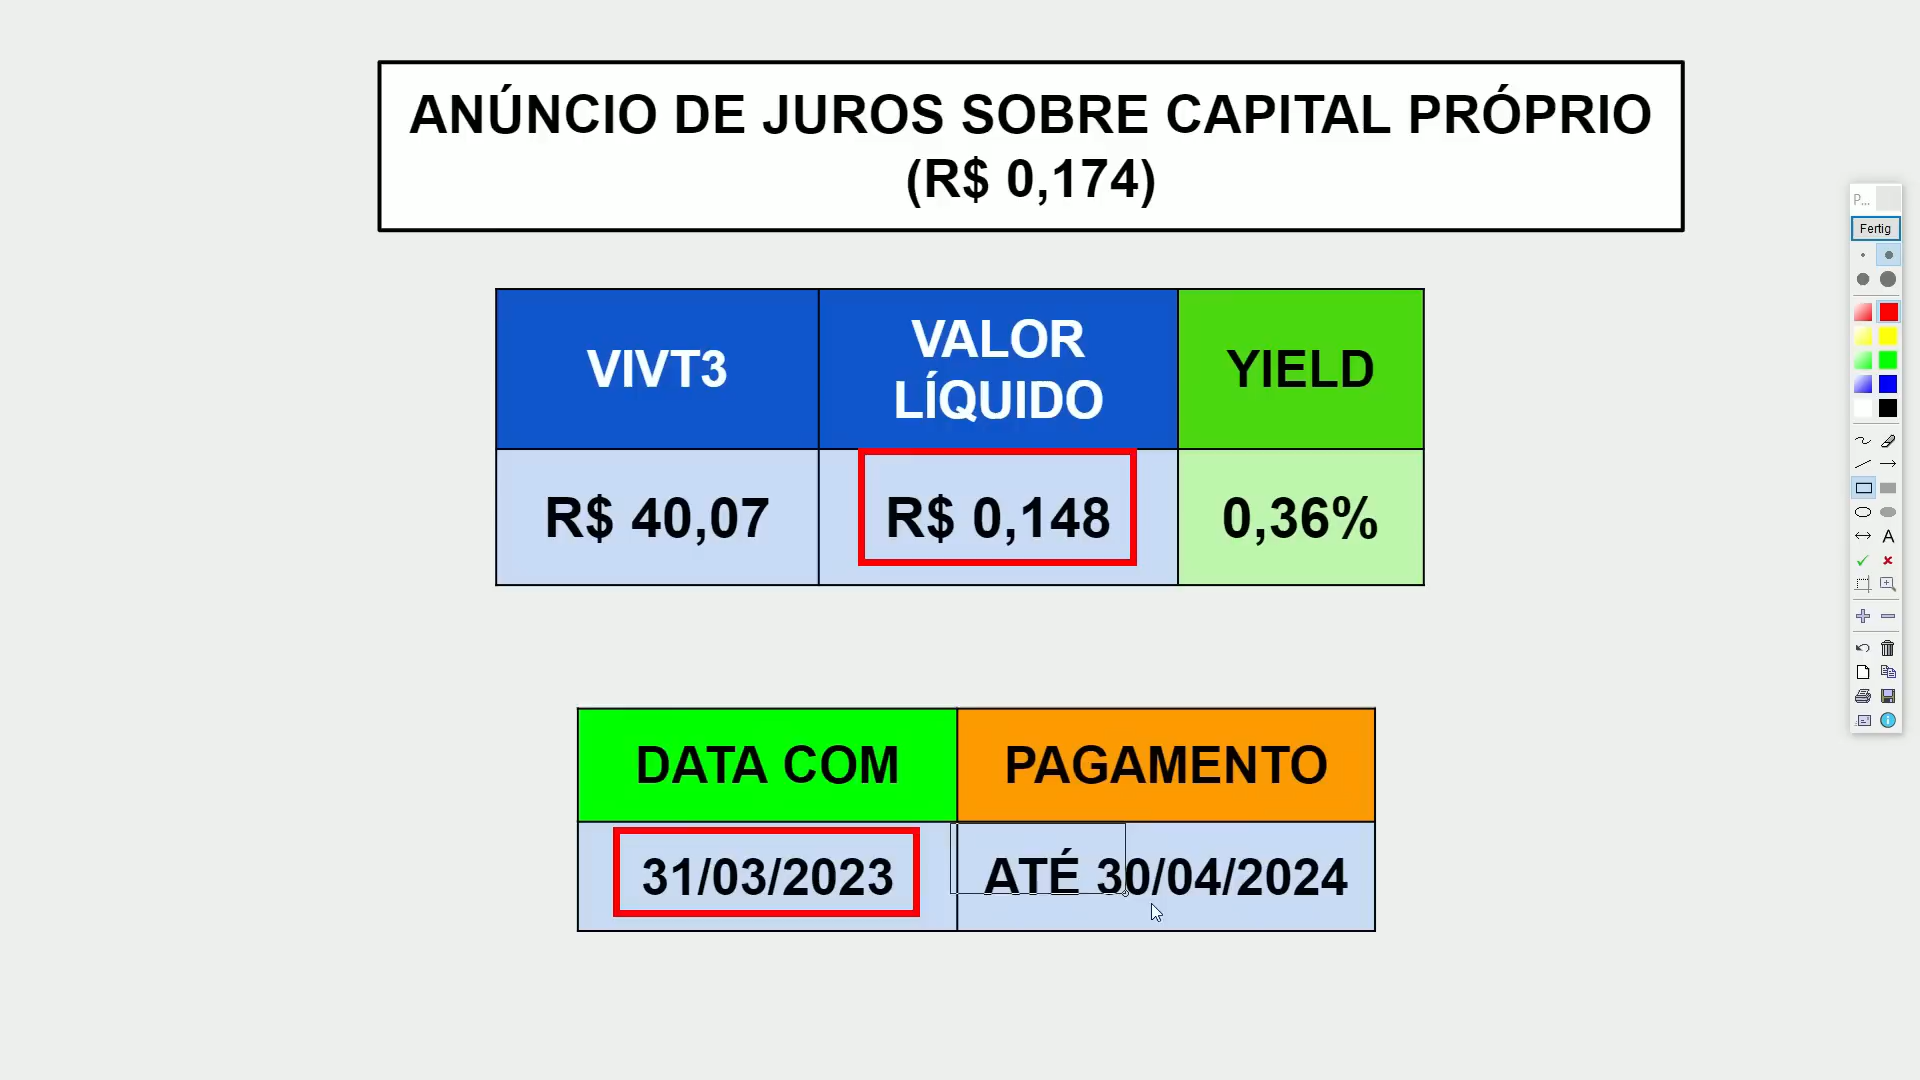 ANÚNCIO DE JUROS SOBRE CAPITAL PRÓPRIO
(R$ 0,174)
VIVT3
VALOR
LÍQUIDO
YIELD
R$ 40,07
R$ 0,148
0,36%
DATA COM
PAGAMENTO
31/03/2023
ATÉ 30/04/2024
P...
Fertig
A